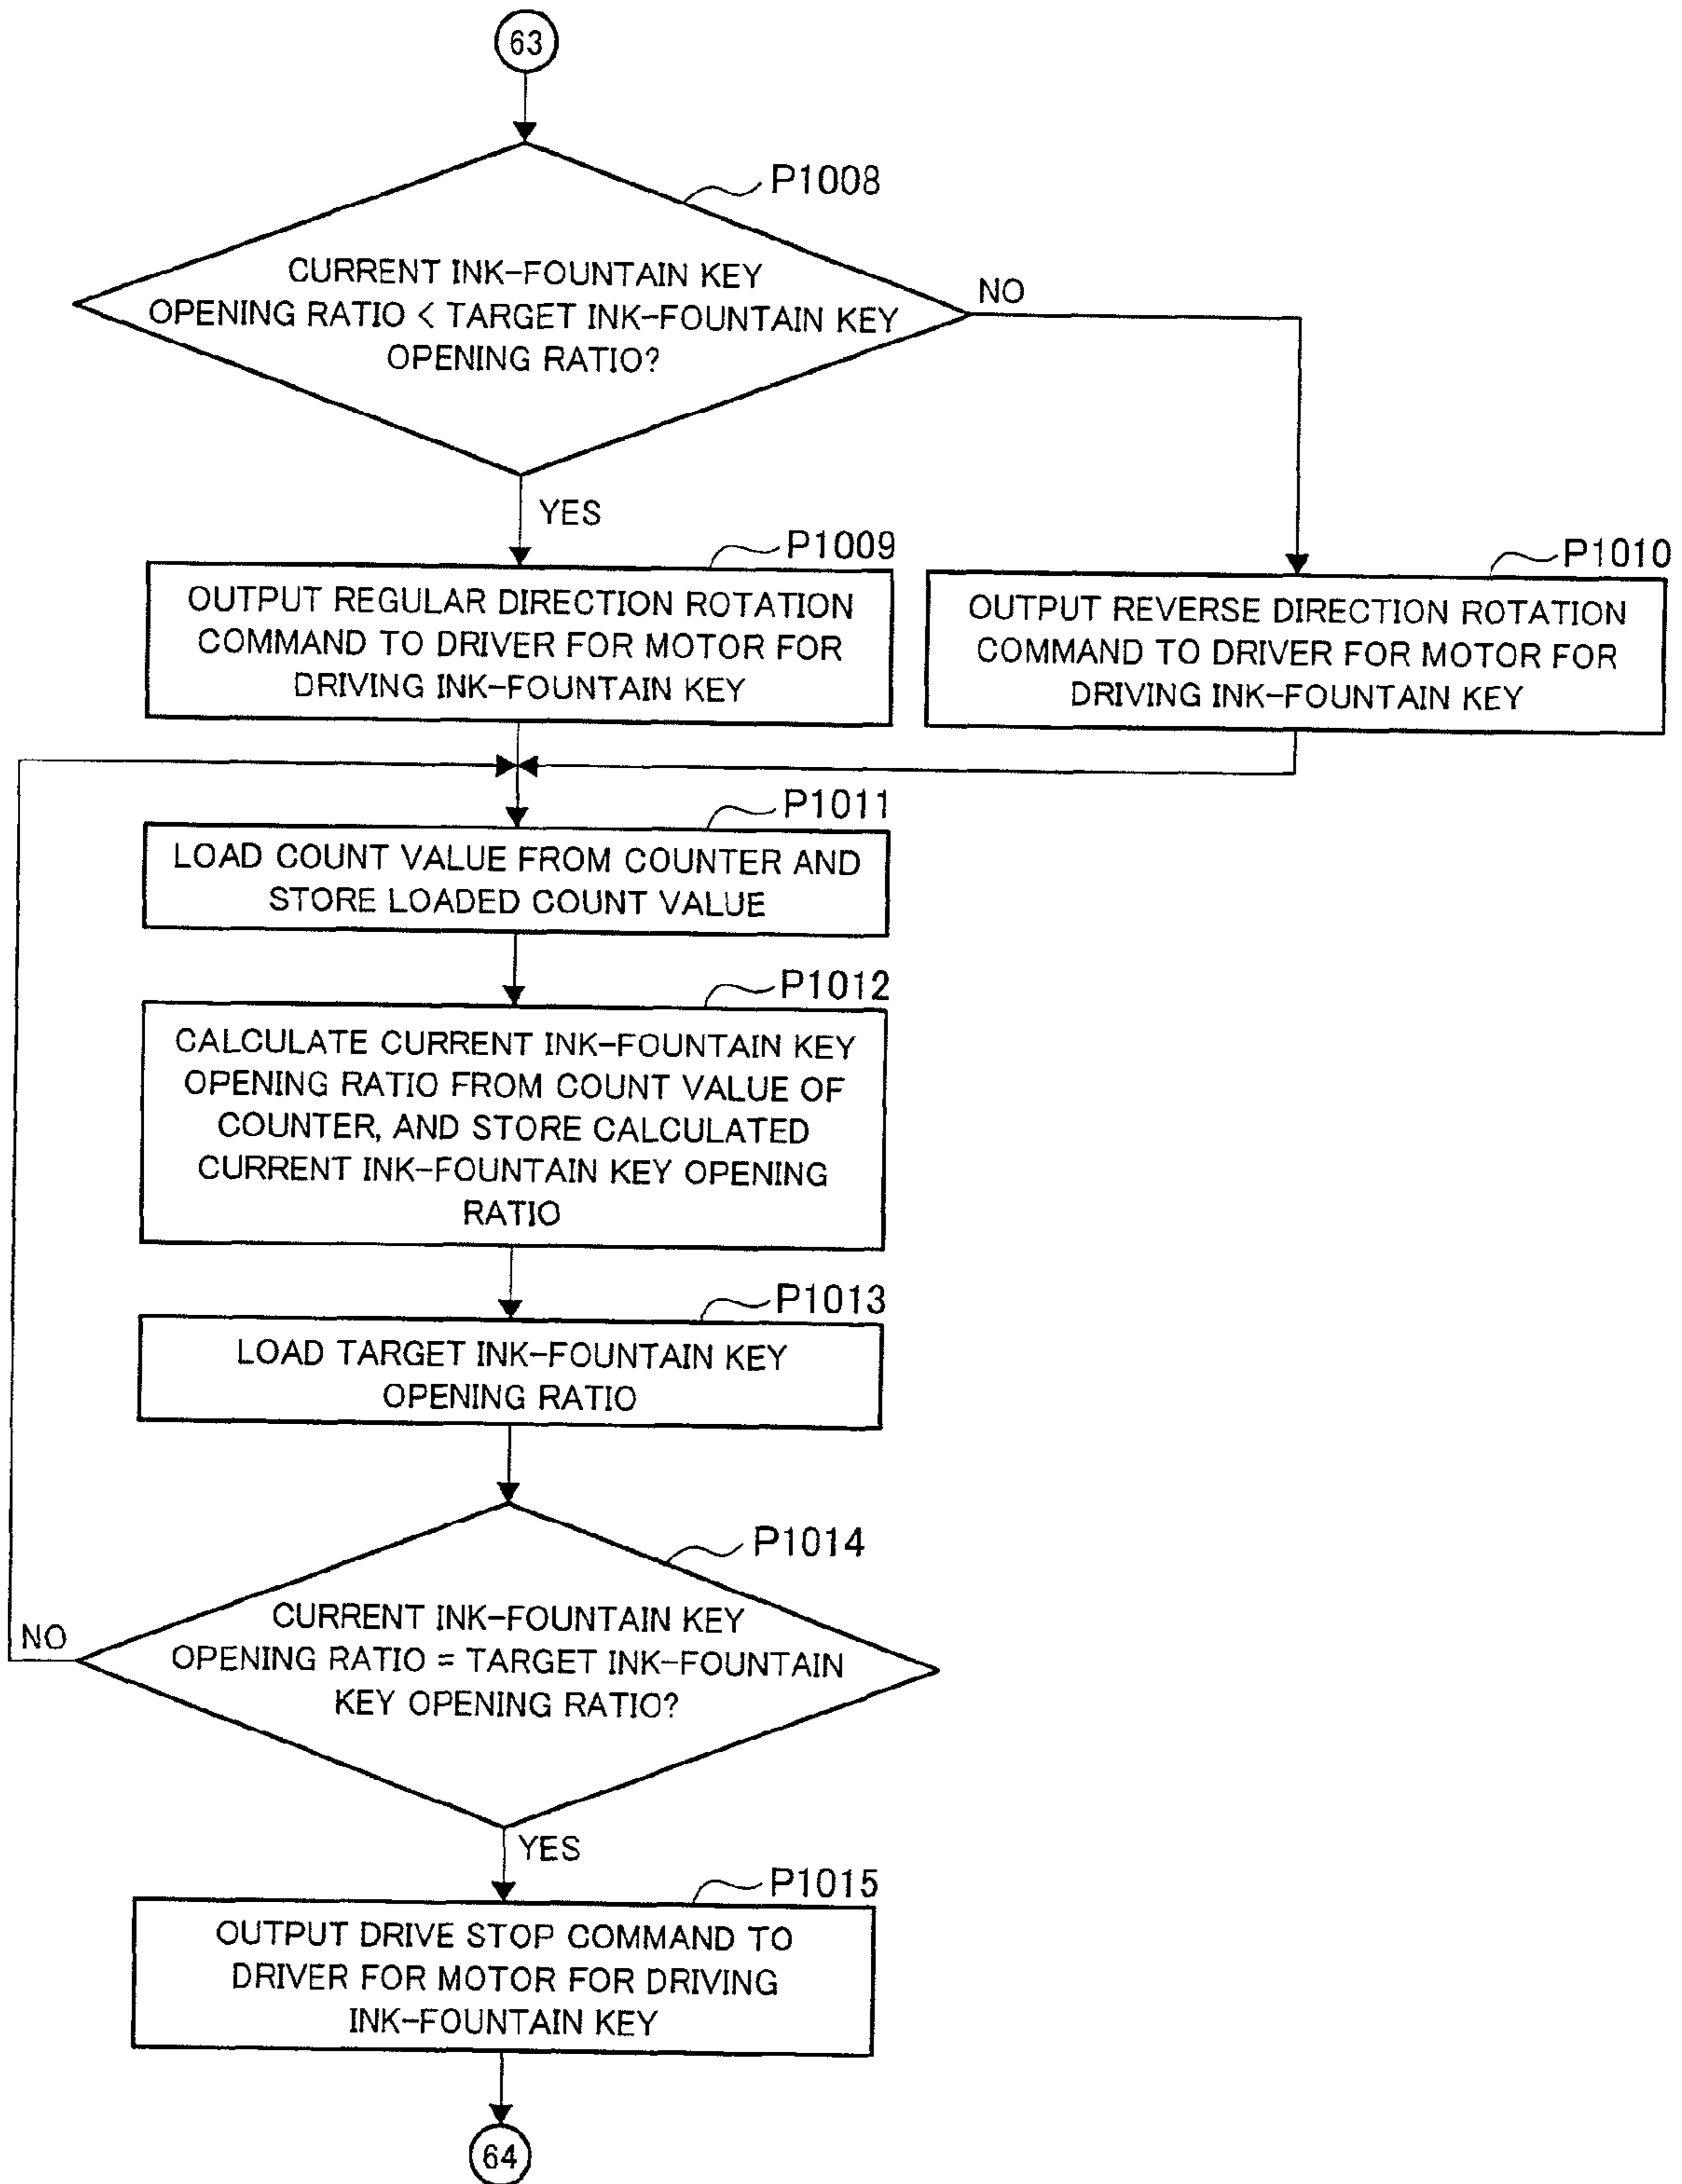 63
P1008
CURRENT INK-FOUNTAIN KEY
OPENING RATIO < TARGET INK-FOUNTAIN KEY
OPENING RATIO?
NO
YES
P1009
OUTPUT REGULAR DIRECTION ROTATION
COMMAND TO DRIVER FOR MOTOR FOR
DRIVING INK-FOUNTAIN KEY
P1010
OUTPUT REVERSE DIRECTION ROTATION
COMMAND TO DRIVER FOR MOTOR FOR
DRIVING INK-FOUNTAIN KEY
P1011
LOAD COUNT VALUE FROM COUNTER AND
STORE LOADED COUNT VALUE
P1012
CALCULATE CURRENT INK-FOUNTAIN KEY
OPENING RATIO FROM COUNT VALUE OF
COUNTER, AND STORE CALCULATED
CURRENT INK-FOUNTAIN KEY OPENING
RATIO
P1013
LOAD TARGET INK-FOUNTAIN KEY
OPENING RATIO
P1014
CURRENT INK-FOUNTAIN KEY
OPENING RATIO = TARGET INK-FOUNTAIN
KEY OPENING RATIO?
NO
YES
P1015
OUTPUT DRIVE STOP COMMAND TO
DRIVER FOR MOTOR FOR DRIVING
INK-FOUNTAIN KEY
64